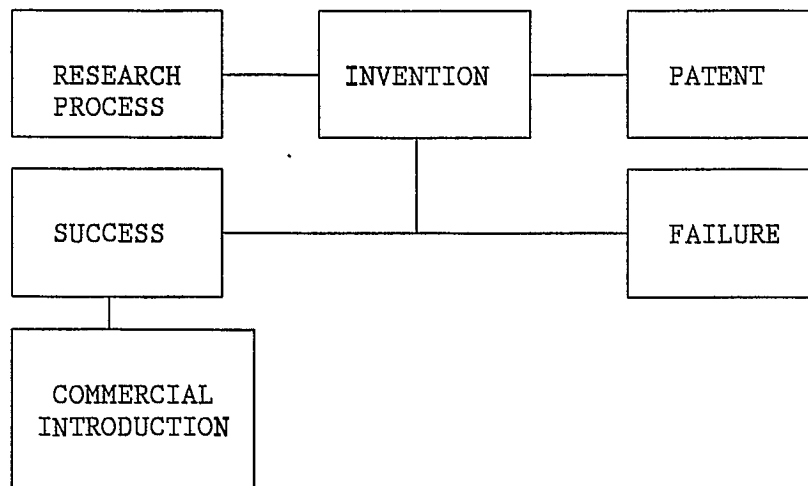 RESEARCH
PROCESS
INVENTION
PATENT
SUCCESS
FAILURE
COMMERCIAL
INTRODUCTION